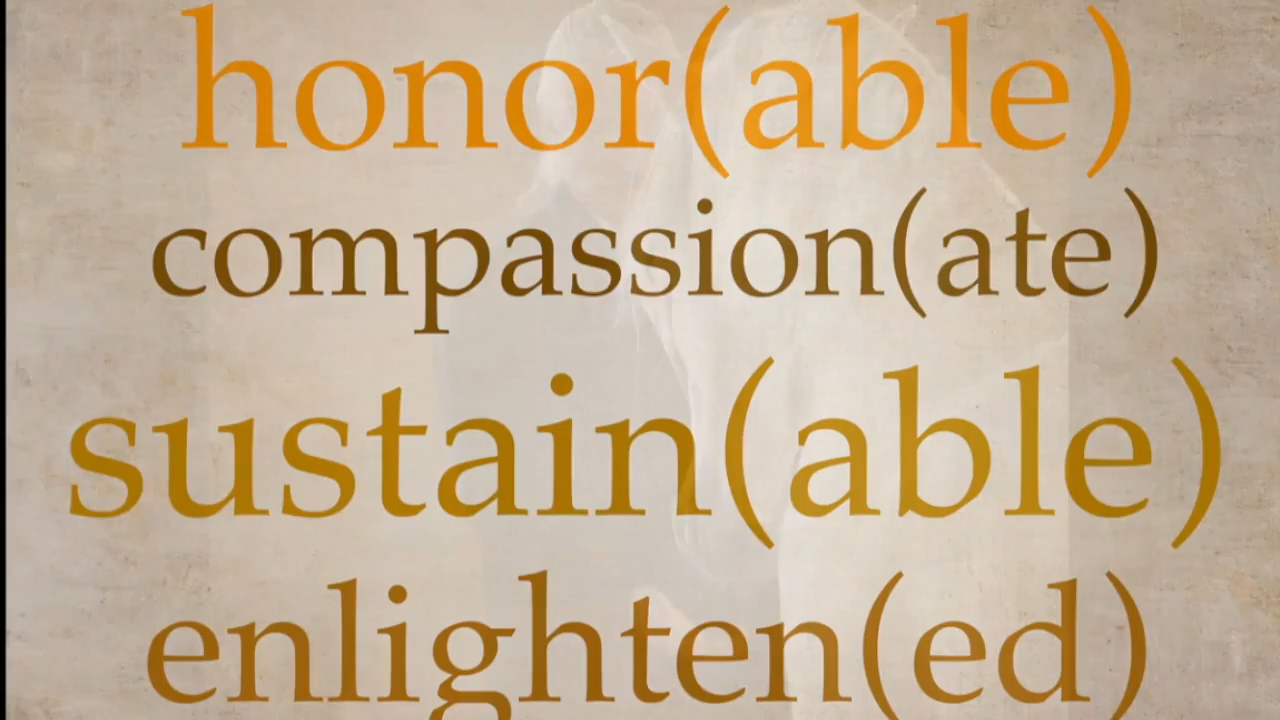 honor(able)
compassion(ate)
sustain(able)
enlighten(ed)